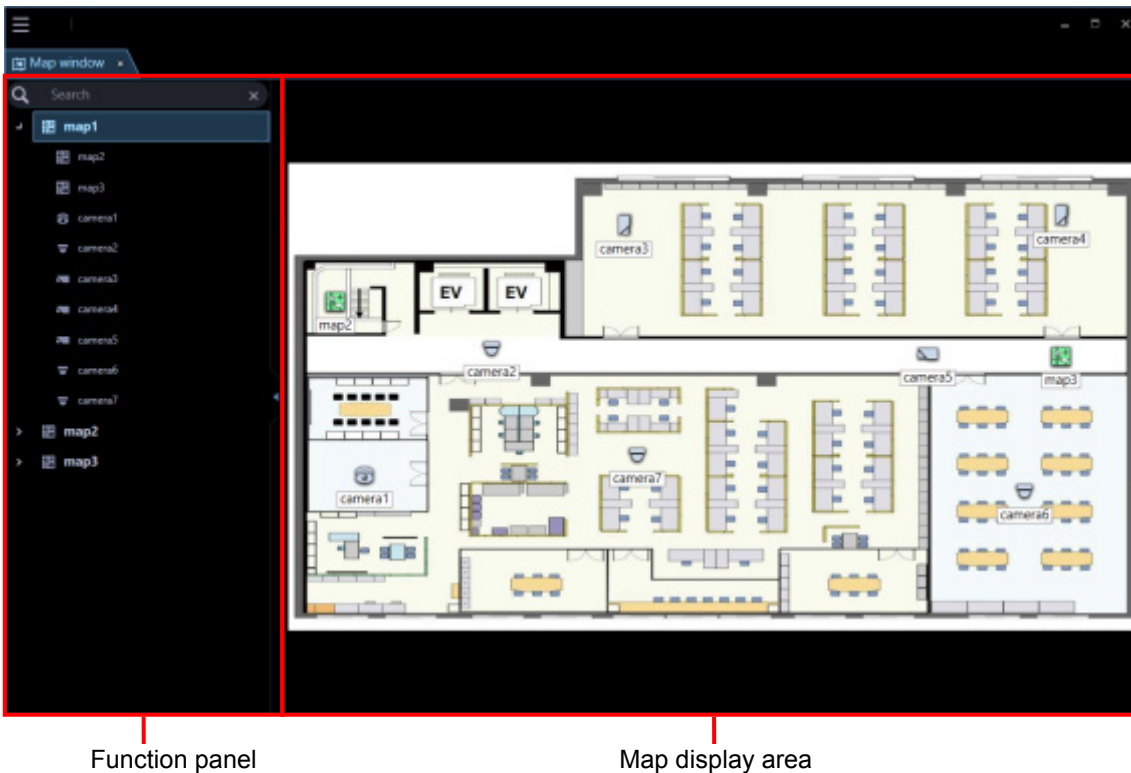 Map window
Search
map1
map2
map3
camera1
camera2
camera3
camera4
camera5
camera6
camera7
map2
map3
camera3
camera4
EV
EV
map2
camera2
camera5
map3
camera7
camera1
camera6
Function panel
Map display area